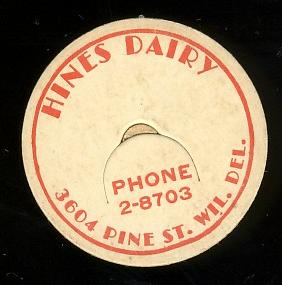 HINES DAIRY
PHONE
2-8703
3604 PINE ST. WIL. DEL.